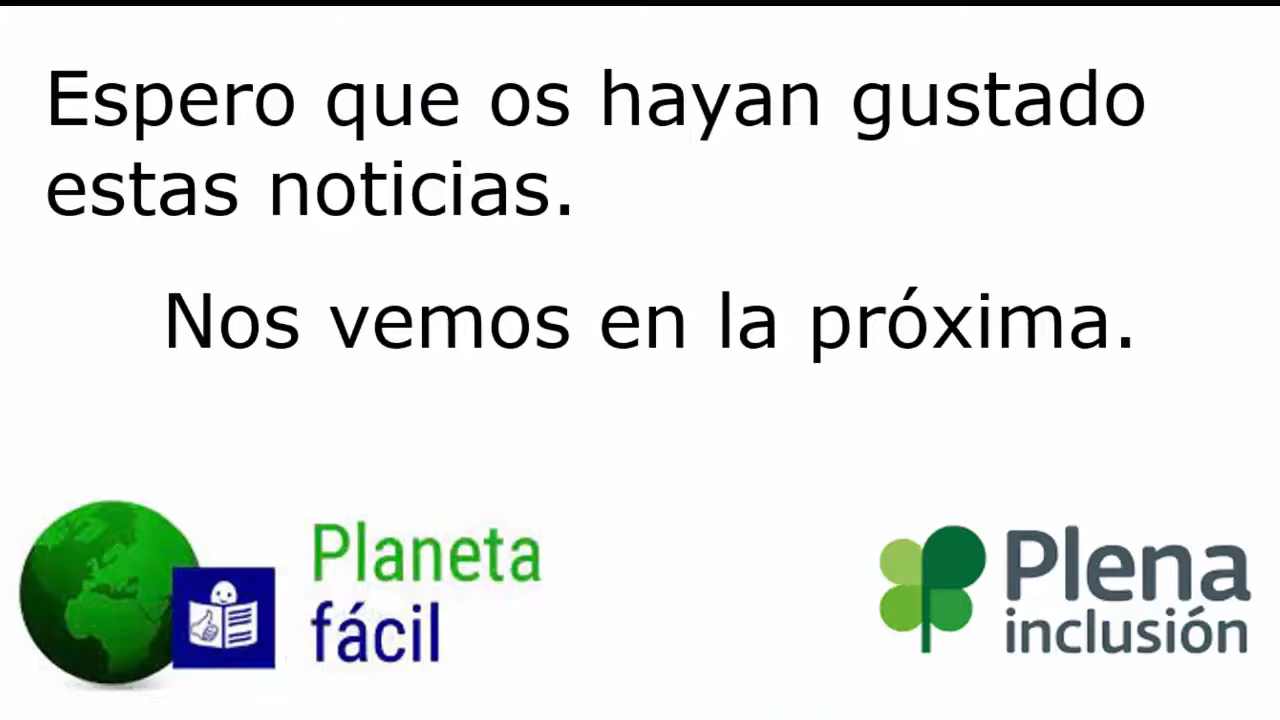 Espero que os hayan gustado
estas noticias.
Nos vemos en la próxima.
Planeta
fácil
Plena
inclusión